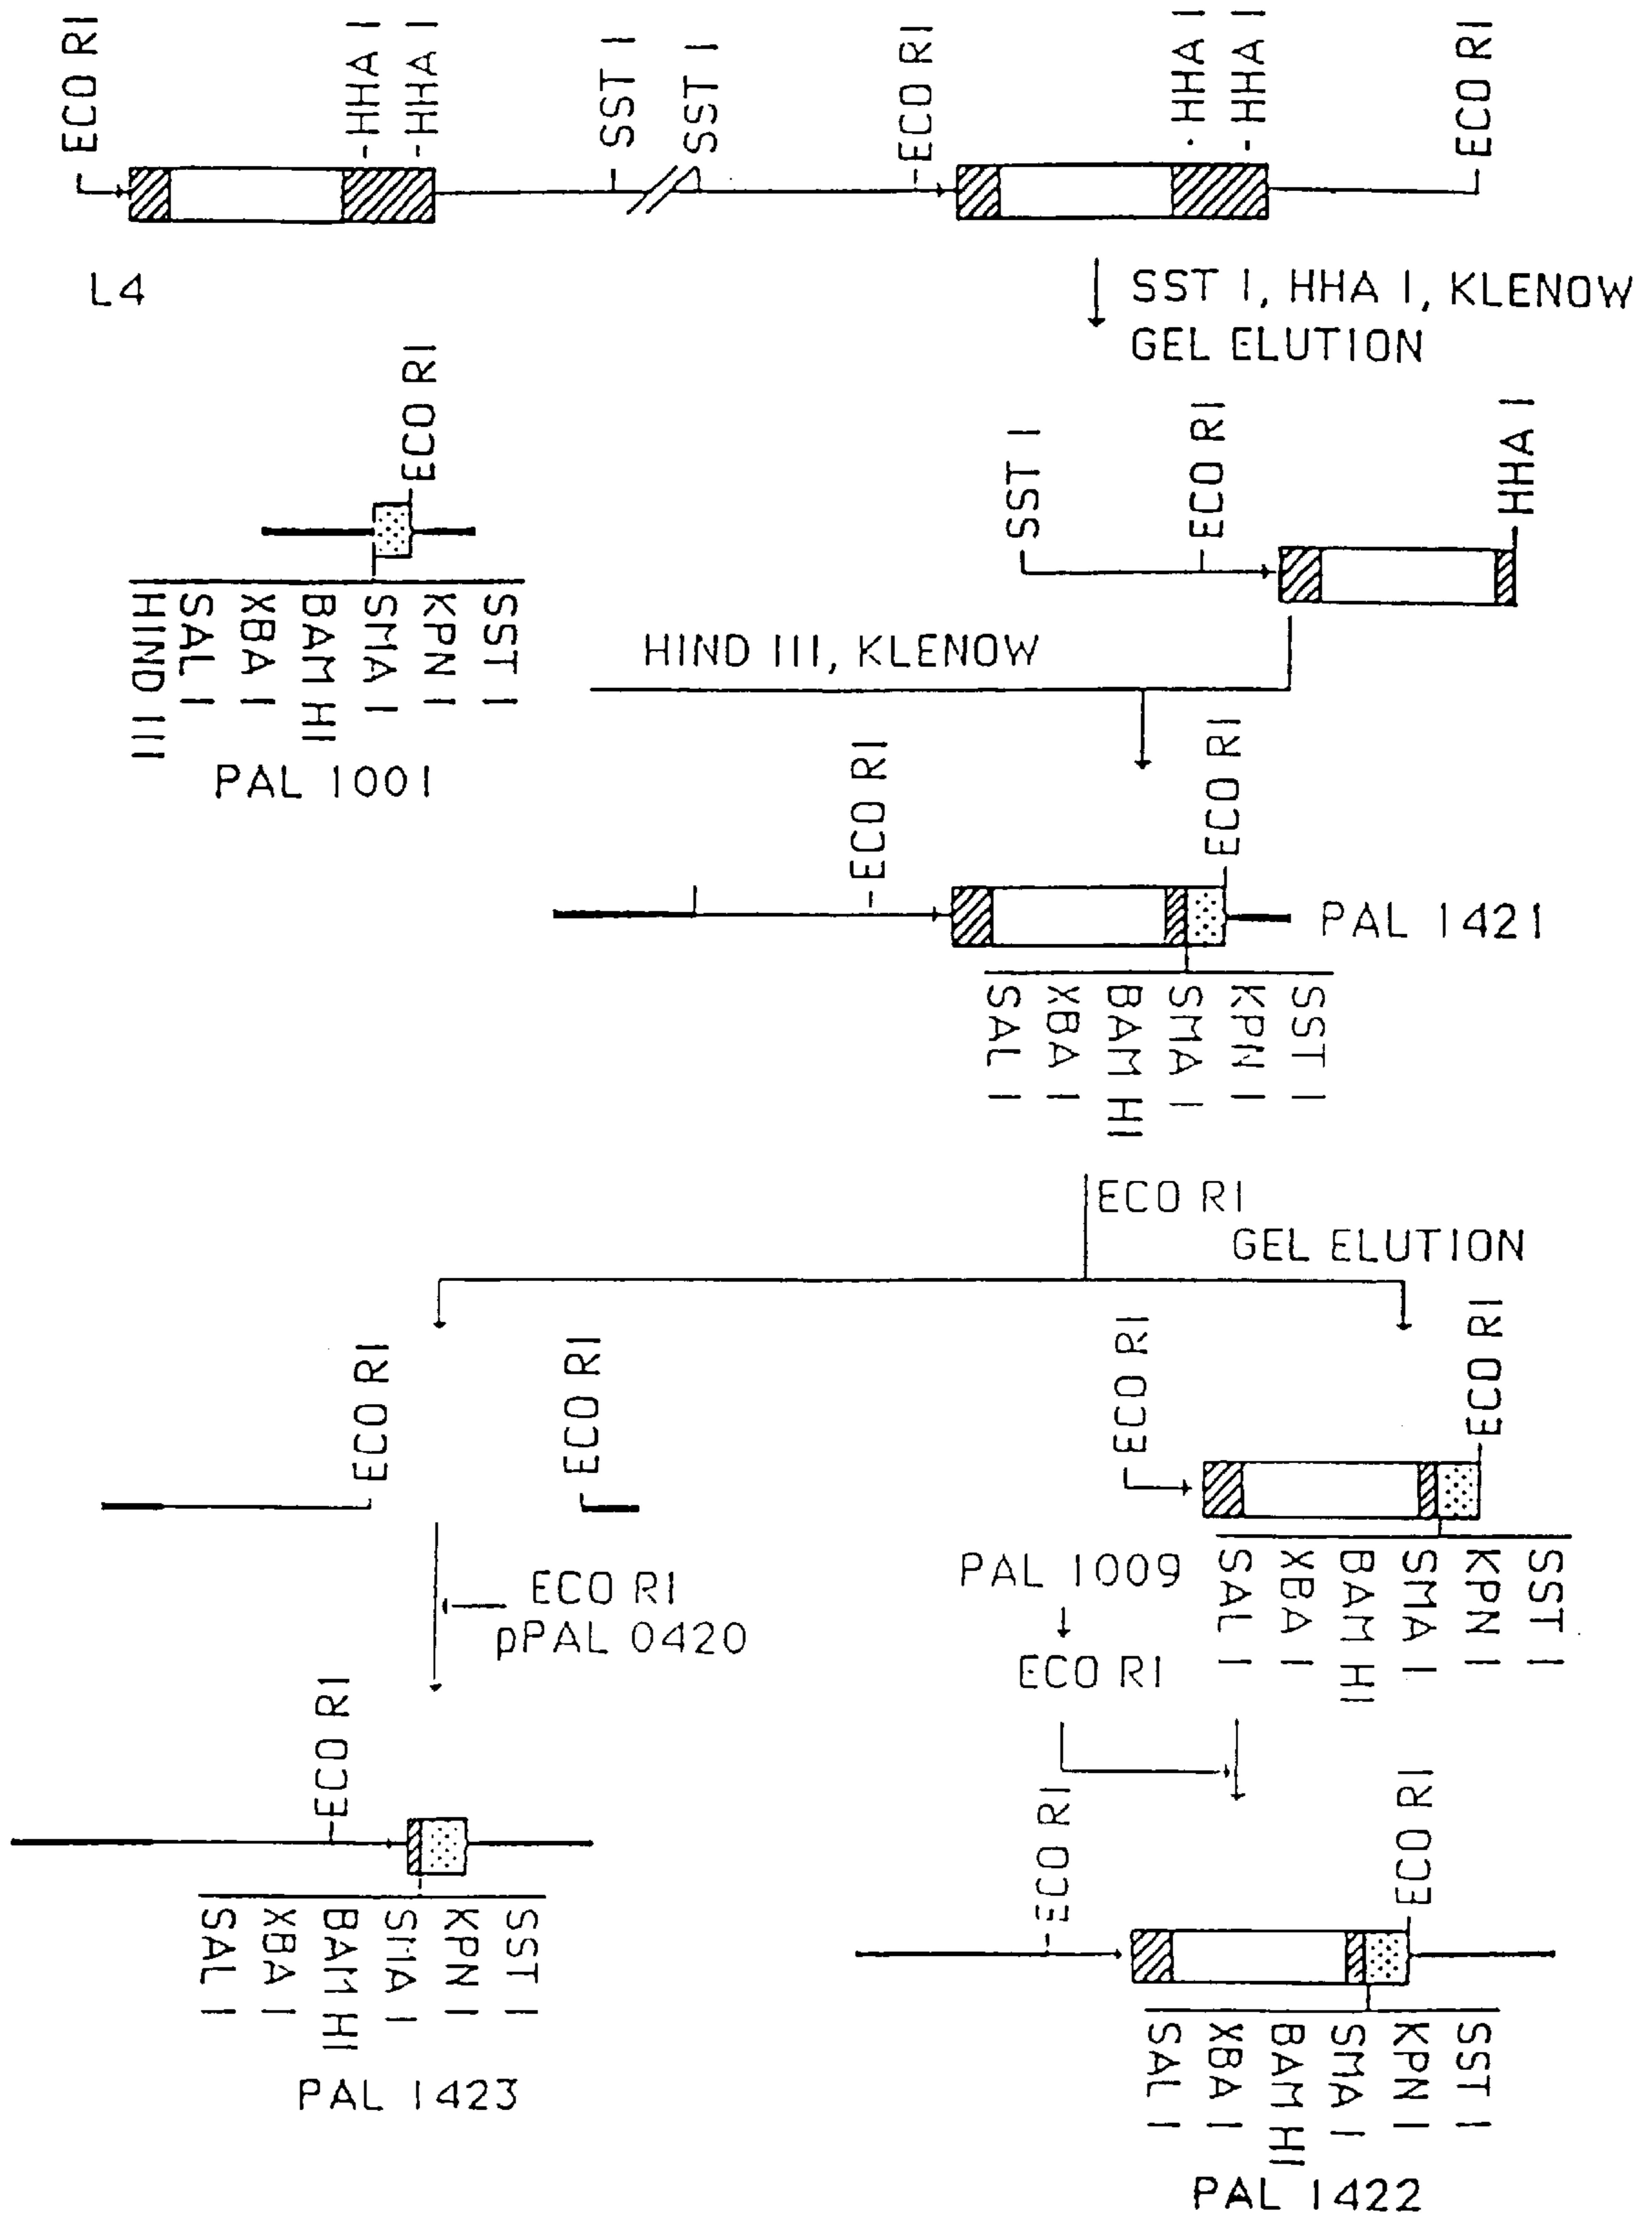 ECO RI
HHA I
HHA I
SST I
SST I
ECO RI
HHA I
HHA I
ECO RI
L4
SST I, HHA I, KLENOW
GEL ELUTION
ECO RI
HIND III
SAL I
XBA I
BAM HI
SMA I
KPN I
SST I
PAL 1001
SST I
ECO RI
HHA I
HIND III, KLENOW
ECO RI
ECO RI
PAL 1421
SAL I
XBA I
BAM HI
SMA I
KPN I
SST I
ECO RI
GEL ELUTION
ECO RI
ECO RI
ECO RI
ECO RI
SAL I
XBA I
BAM HI
SMA I
KPN I
SST I
PAL 1009
ECO RI
ECO RI
pPAL 0420
ECO RI
SAL I
XBA I
BAM HI
SMA I
KPN I
SST I
PAL 1423
ECO RI
ECO RI
SAL I
XBA I
BAM HI
SMA I
KPN I
SST I
PAL 1422